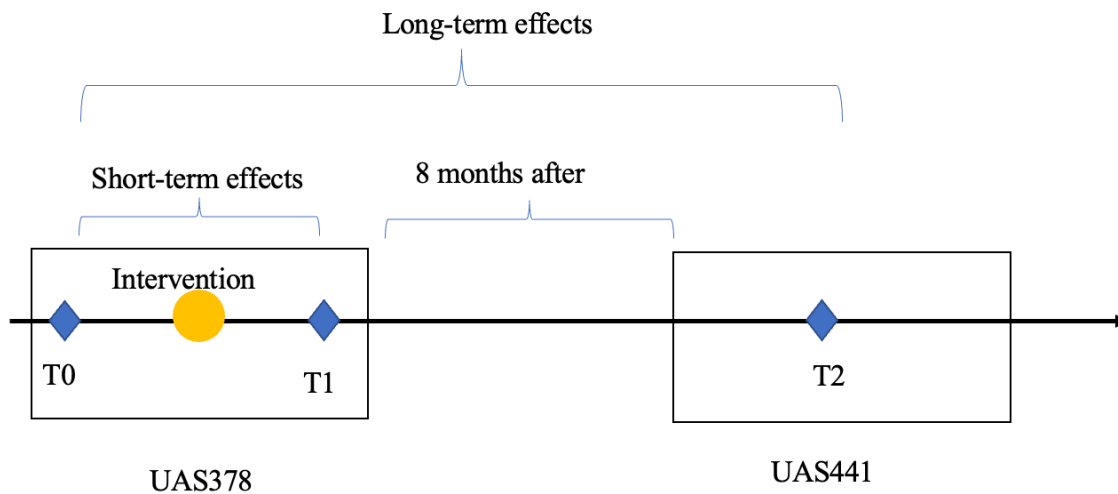 Long-term effects
Short-term effects
8 months after
Intervention
T0
T1
T2
UAS378
UAS441